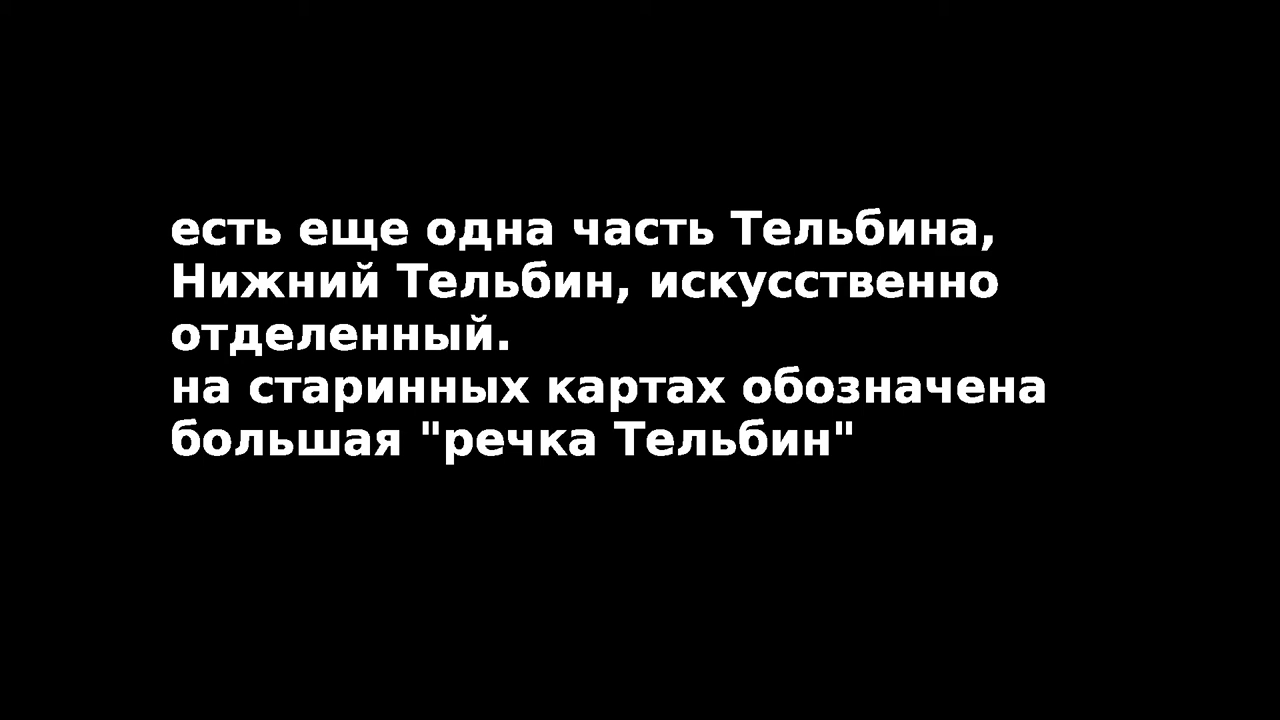 есть еще одна часть Тельбина,
Нижний Тельбин, искусственно
отделенный.
на старинных картах обозначена
большая "речка Тельбин"